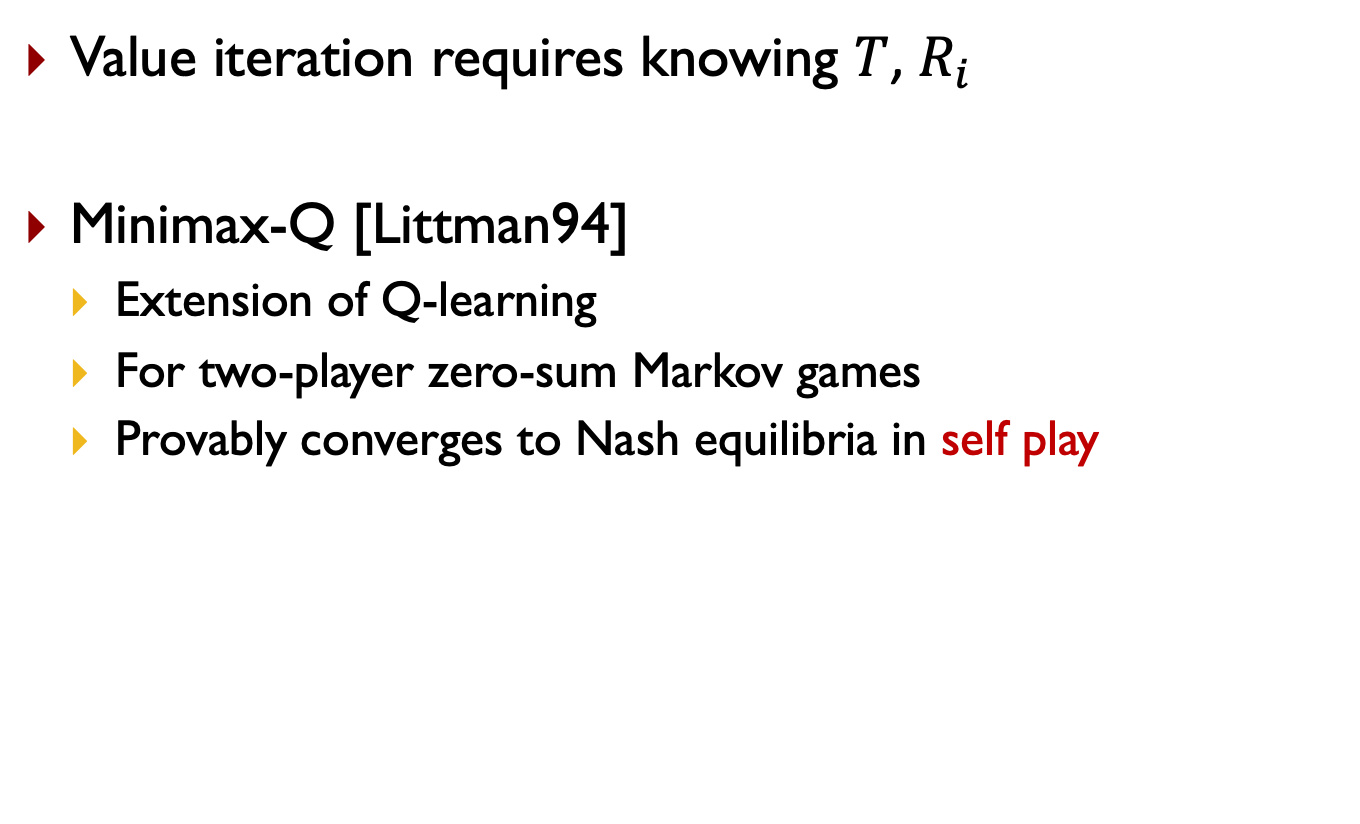 Value iteration requires knowing 𝑇, 𝑅ᵢ
Minimax-Q [Littman94]
Extension of Q-learning
For two-player zero-sum Markov games
Provably converges to Nash equilibria in self play